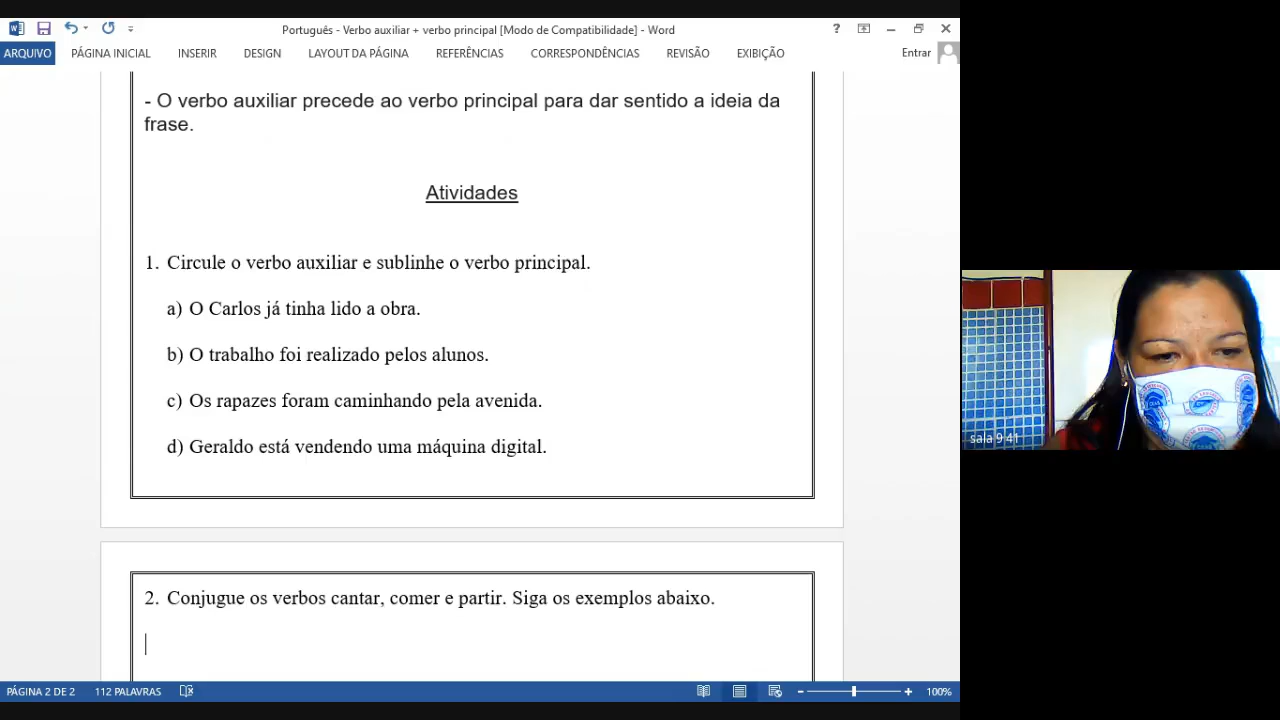 Português - Verbo auxiliar + verbo principal [Modo de Compatibilidade] - Word
?
ARQUIVO PÁGINA INICIAL INSERIR DESIGN LAYOUT DA PÁGINA REFERÊNCIAS CORRESPONDÊNCIAS REVISÃO EXIBIÇÃO Entrar
- O verbo auxiliar precede ao verbo principal para dar sentido a ideia da
frase.
Atividades
1. Circule o verbo auxiliar e sublinhe o verbo principal.
a) O Carlos já tinha lido a obra.
b) O trabalho foi realizado pelos alunos.
c) Os rapazes foram caminhando pela avenida.
d) Geraldo está vendendo uma máquina digital.
sala 9 41
2. Conjugue os verbos cantar, comer e partir. Siga os exemplos abaixo.
PÁGINA 2 DE 2 112 PALAVRAS 100%